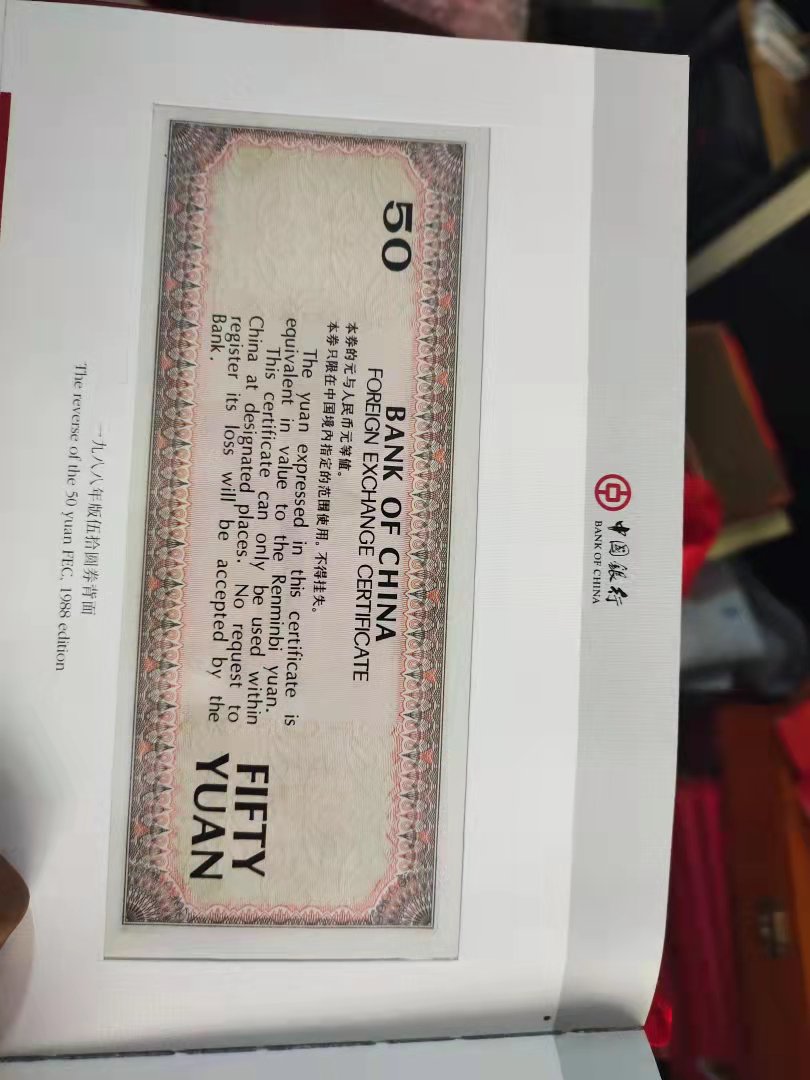 中国银行
BANK OF CHINA
50
BANK OF CHINA
FOREIGN EXCHANGE CERTIFICATE
本券的元与人民币元等值。
本券只限在中国境内指定的范围使用。不得挂失。
The yuan expressed in this certificate is
equivalent in value to the Renminbi yuan.
This certificate can only be used within
China at designated places. No request to
register its loss will be accepted by the
Bank.
FIFTY
YUAN
一九八八年版伍拾圆券背面
The reverse of the 50 yuan FEC, 1988 edition